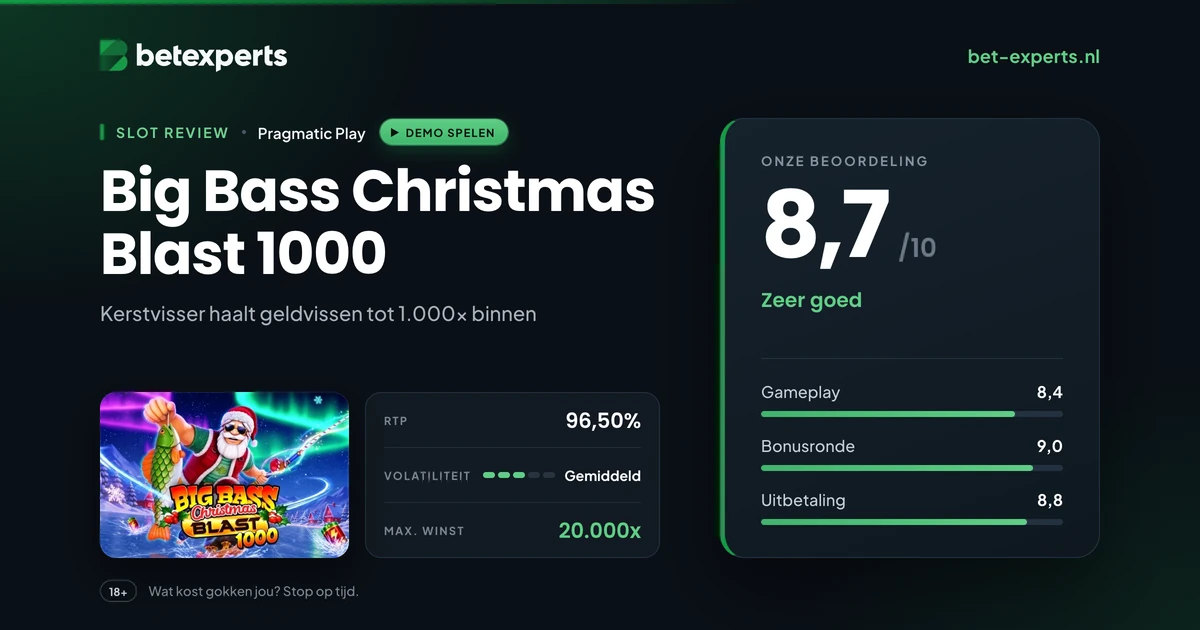 betexperts
bet-experts.nl
SLOT REVIEW • Pragmatic Play ▶ DEMO SPELEN
Big Bass Christmas
Blast 1000
Kerstvisser haalt geldvissen tot 1.000× binnen
BIG BASS
Christmas
BLAST
1000
RTP 96,50%
VOLATILITEIT Gemiddeld
MAX. WINST 20.000x
18+ Wat kost gokken jou? Stop op tijd.
ONZE BEOORDELING
8,7 /10
Zeer goed
Gameplay 8,4
Bonusronde 9,0
Uitbetaling 8,8